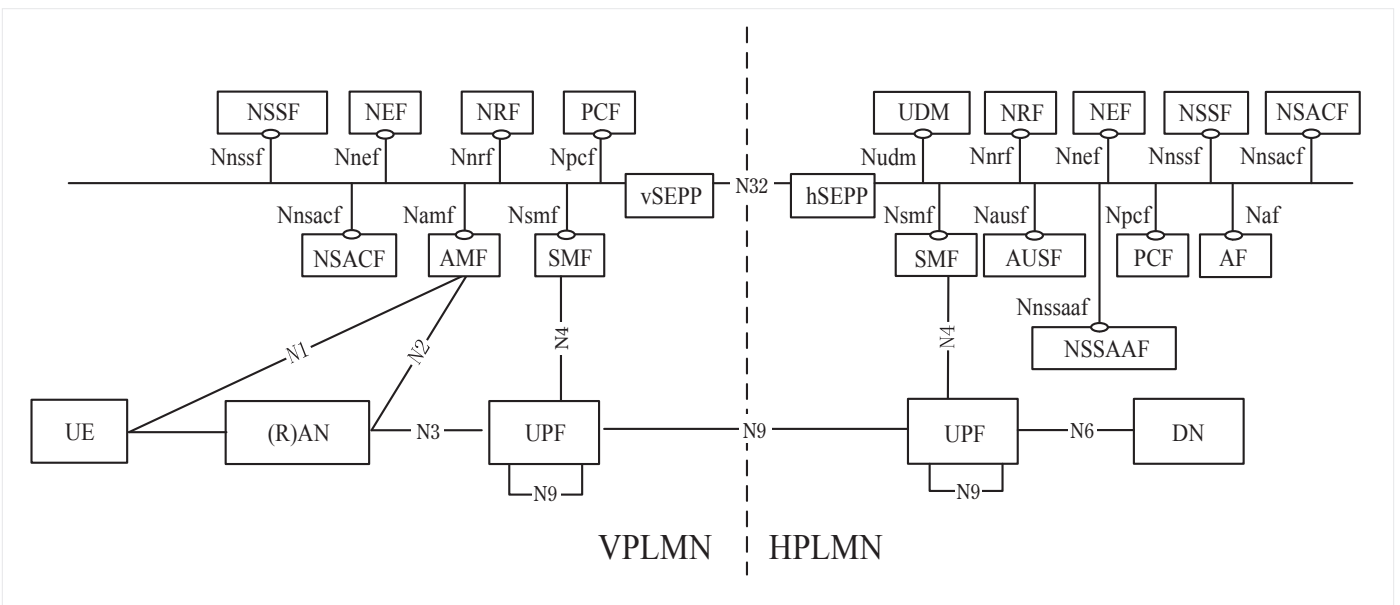 NSSF NEF NRF PCF UDM NRF NEF NSSF NSACF
Nnssf Nnef Nnrf Npcf Nudm Nnrf Nnef Nnssf Nnsacf
vSEPP N32 hSEPP
Nnsacf Namf Nsmf Nsmf Nausf Npcf Naf
NSACF AMF SMF SMF AUSF PCF AF
Nnssaaf
N1 N2 N4 N4 NSSAAF
UE (R)AN N3 UPF N9 UPF N6 DN
N9 N9
VPLMN HPLMN